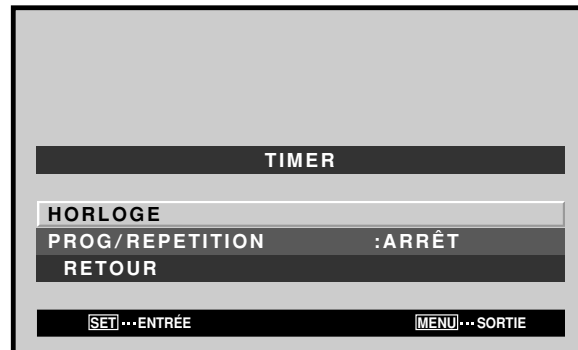 TIMER
HORLOGE
PROG/REPETITION :ARRÊT
RETOUR
SET···ENTRÉE MENU···SORTIE